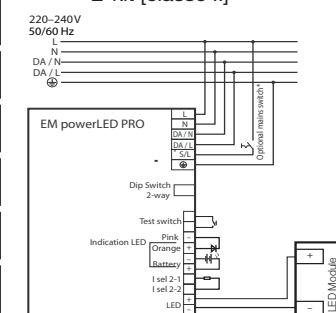 220–240 V
50/60 Hz
L
N
DA / N
DA / L
EM powerLED PRO
L
N
DA / N
DA / L
S/L
Optional mains switch*
Dip Switch
2-way
Test switch
Indication LED
Pink
Orange
Battery
I sel 2-1
I sel 2-2
LED
+
–
LED Module